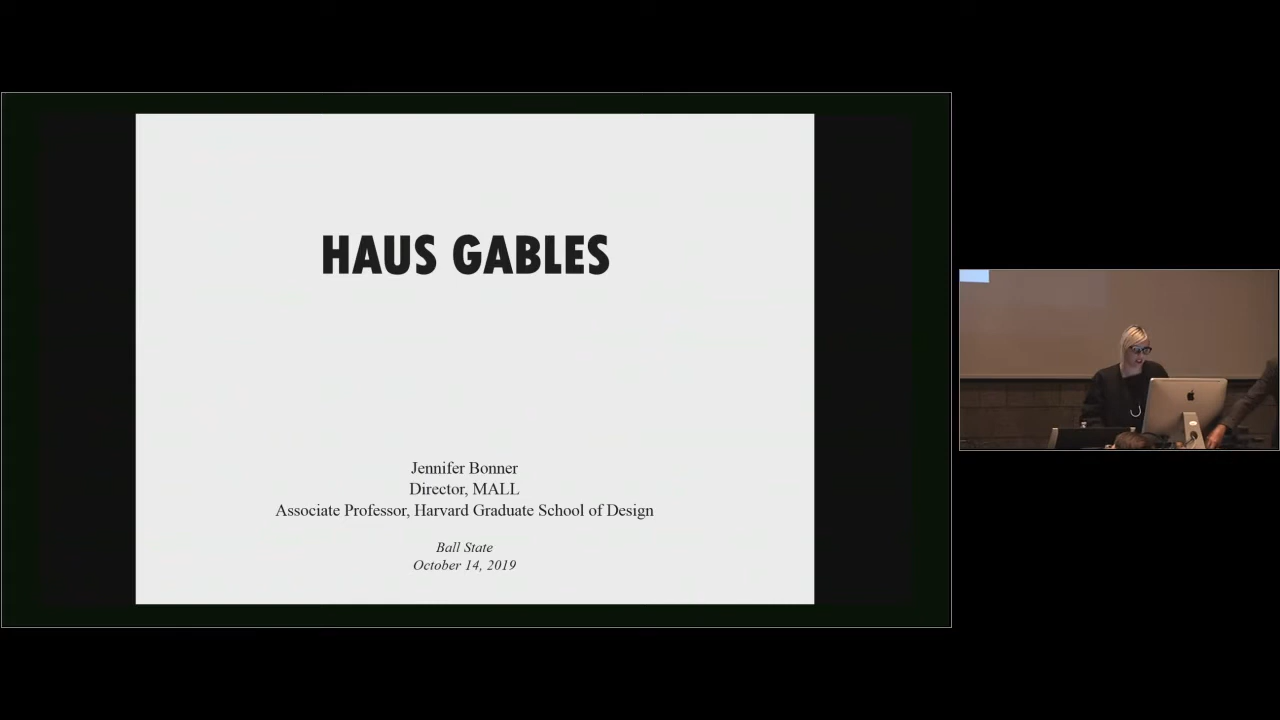 HAUS GABLES
Jennifer Bonner
Director, MALL
Associate Professor, Harvard Graduate School of Design
Ball State
October 14, 2019